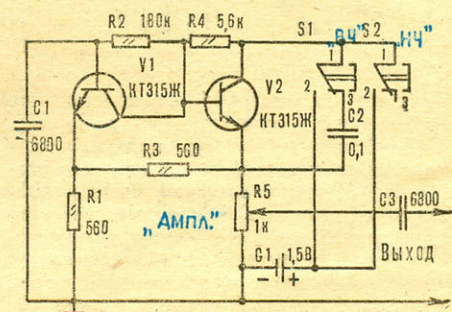 R2 180к R4 5,6к
S1 „ВЧ" S2 „НЧ"
V1
КТ315Ж
V2
КТ315Ж
1 1
2 2
3 3
C1
6800
C2
0,1
R3 560
R1
560
„Ампл."
R5
1к
C3 6800
G1 1,5В
- +
Выход